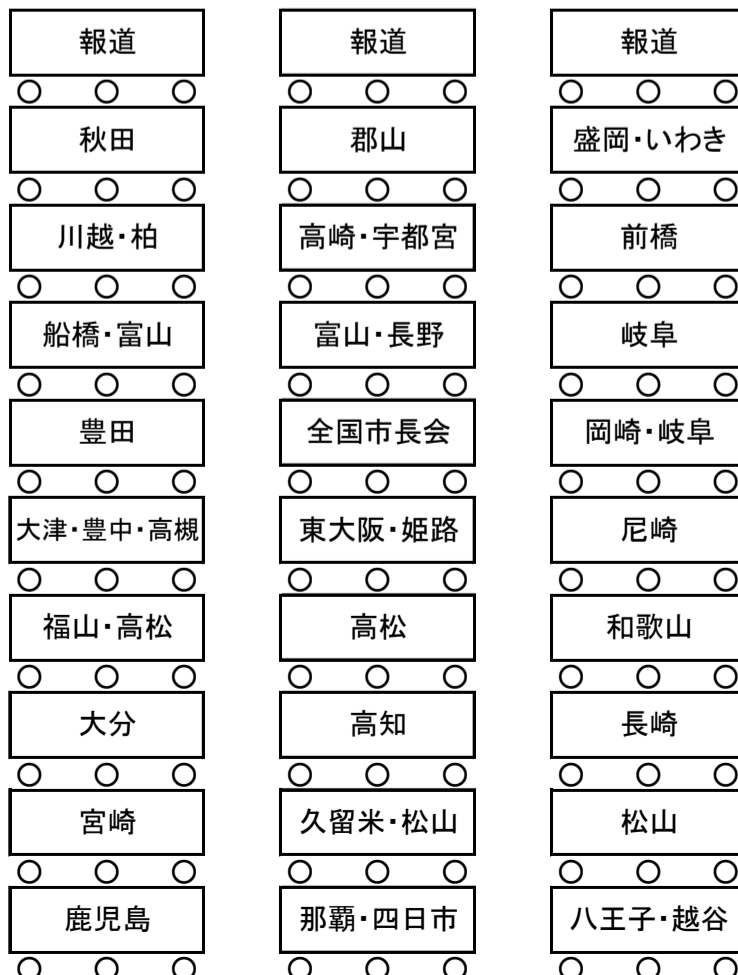 報道 報道 報道
秋田 郡山 盛岡・いわき
川越・柏 高崎・宇都宮 前橋
船橋・富山 富山・長野 岐阜
豊田 全国市長会 岡崎・岐阜
大津・豊中・高槻 東大阪・姫路 尼崎
福山・高松 高松 和歌山
大分 高知 長崎
宮崎 久留米・松山 松山
鹿児島 那覇・四日市 八王子・越谷